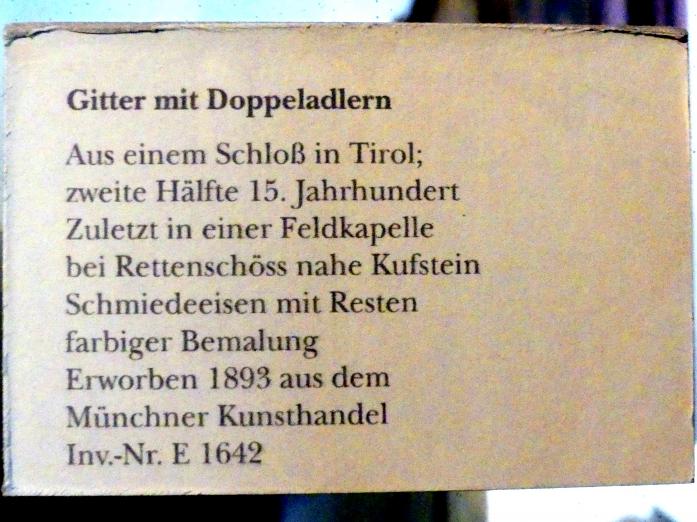 Gitter mit Doppeladlern
Aus einem Schloß in Tirol;
zweite Hälfte 15. Jahrhundert
Zuletzt in einer Feldkapelle
bei Rettenschöss nahe Kufstein
Schmiedeeisen mit Resten
farbiger Bemalung
Erworben 1893 aus dem
Münchner Kunsthandel
Inv.-Nr. E 1642